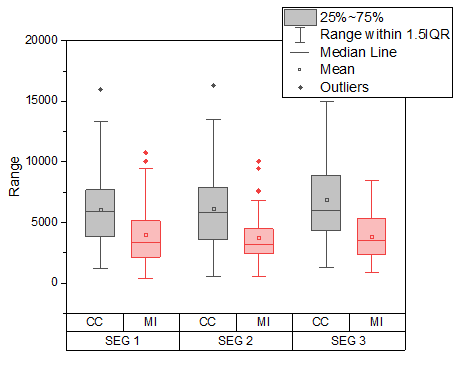 25%~75%
Range within 1.5IQR
Median Line
Mean
Outliers
20000
15000
10000
5000
0
Range
CC MI CC MI CC MI
SEG 1 SEG 2 SEG 3